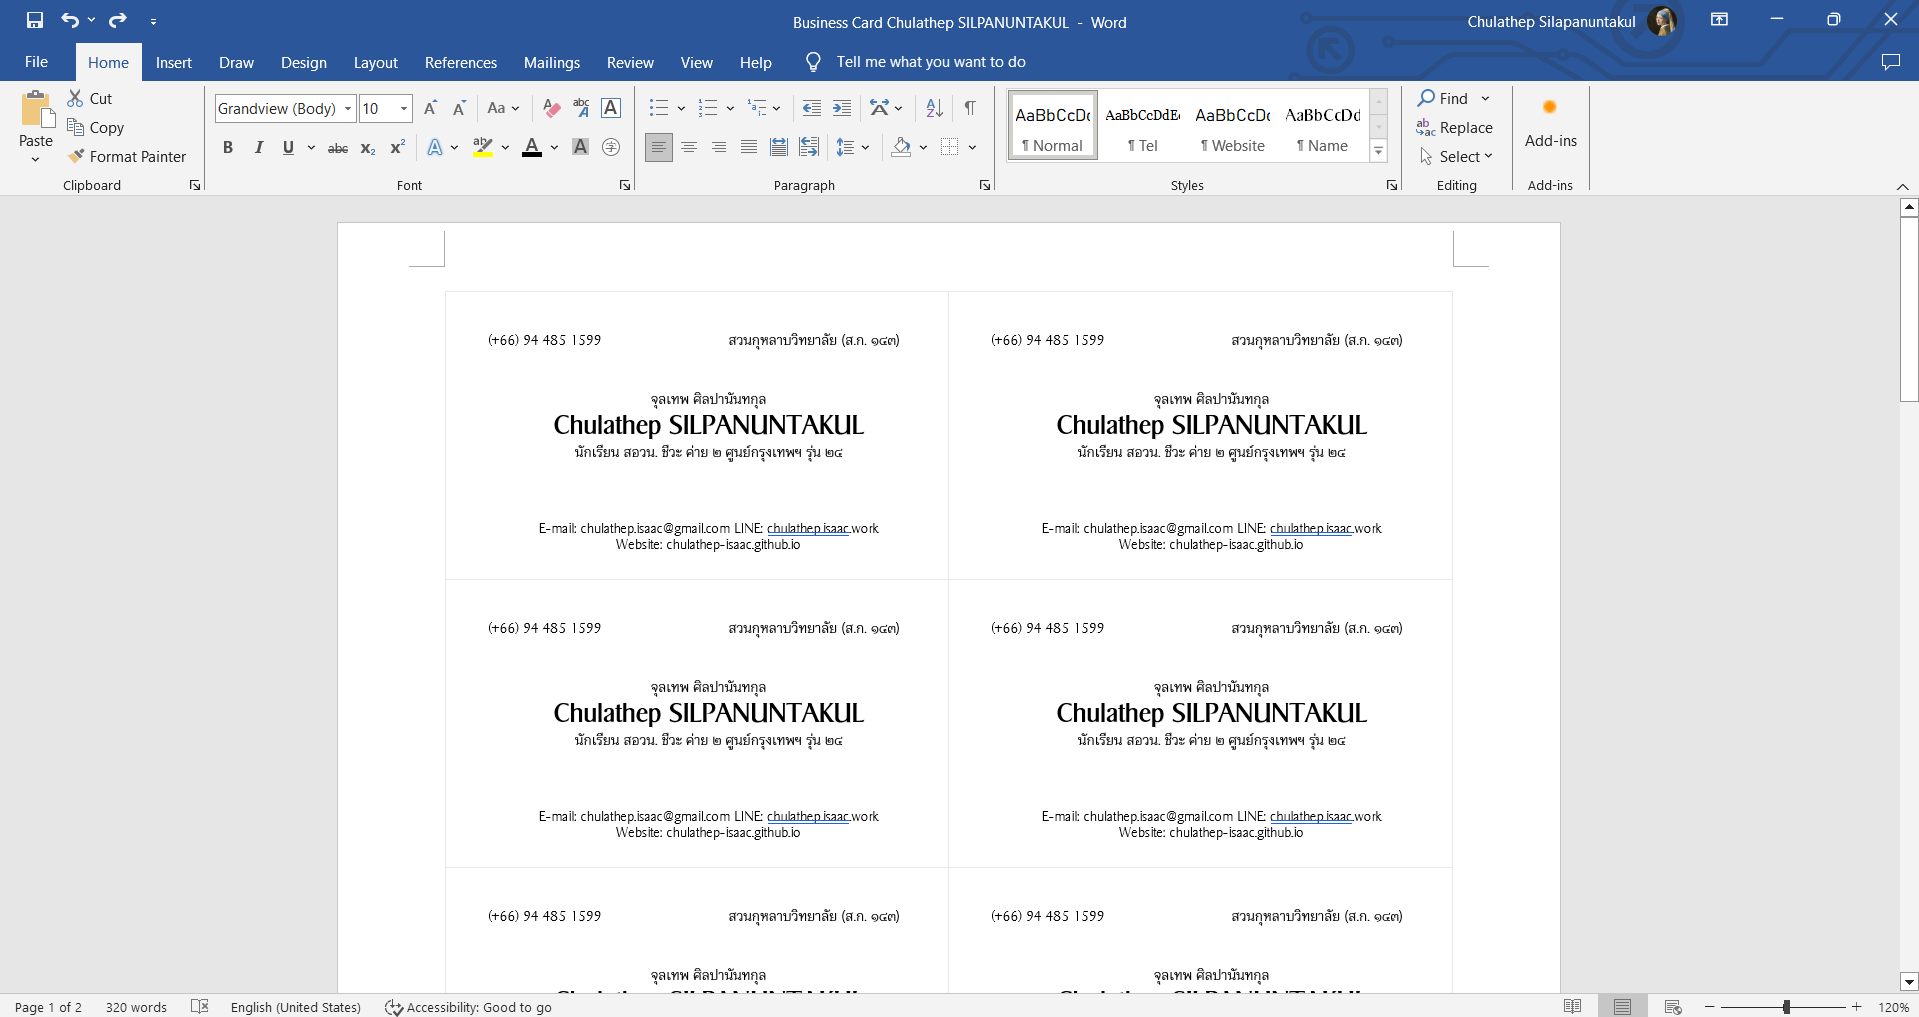 Business Card Chulathep SILPANUNTAKUL - Word
Chulathep Silapanuntakul
File Home Insert Draw Design Layout References Mailings Review View Help Tell me what you want to do
Paste
Cut
Copy
Format Painter
Clipboard
Grandview (Body) 10
Font
Paragraph
AaBbCcDc
¶ Normal
AaBbCcDdE
¶ Tel
AaBbCcDc
¶ Website
AaBbCcDd
¶ Name
Styles
Find
Replace
Select
Editing
Add-ins
Add-ins
(+66) 94 485 1599 สวนกุหลาบวิทยาลัย (ส.ก. ๑๔๓)
จุลเทพ ศิลปานันทกุล
Chulathep SILPANUNTAKUL
นักเรียน สอวน. ชีวะ ค่าย ๒ ศูนย์กรุงเทพฯ รุ่น ๒๔
E-mail: chulathep.isaac@gmail.com LINE: chulathep.isaac.work
Website: chulathep-isaac.github.io
(+66) 94 485 1599 สวนกุหลาบวิทยาลัย (ส.ก. ๑๔๓)
จุลเทพ ศิลปานันทกุล
Chulathep SILPANUNTAKUL
นักเรียน สอวน. ชีวะ ค่าย ๒ ศูนย์กรุงเทพฯ รุ่น ๒๔
E-mail: chulathep.isaac@gmail.com LINE: chulathep.isaac.work
Website: chulathep-isaac.github.io
(+66) 94 485 1599 สวนกุหลาบวิทยาลัย (ส.ก. ๑๔๓)
จุลเทพ ศิลปานันทกุล
Chulathep SILPANUNTAKUL
นักเรียน สอวน. ชีวะ ค่าย ๒ ศูนย์กรุงเทพฯ รุ่น ๒๔
E-mail: chulathep.isaac@gmail.com LINE: chulathep.isaac.work
Website: chulathep-isaac.github.io
(+66) 94 485 1599 สวนกุหลาบวิทยาลัย (ส.ก. ๑๔๓)
จุลเทพ ศิลปานันทกุล
Chulathep SILPANUNTAKUL
นักเรียน สอวน. ชีวะ ค่าย ๒ ศูนย์กรุงเทพฯ รุ่น ๒๔
E-mail: chulathep.isaac@gmail.com LINE: chulathep.isaac.work
Website: chulathep-isaac.github.io
(+66) 94 485 1599 สวนกุหลาบวิทยาลัย (ส.ก. ๑๔๓)
จุลเทพ ศิลปานันทกุล
(+66) 94 485 1599 สวนกุหลาบวิทยาลัย (ส.ก. ๑๔๓)
จุลเทพ ศิลปานันทกุล
Page 1 of 2 320 words English (United States) Accessibility: Good to go 120%